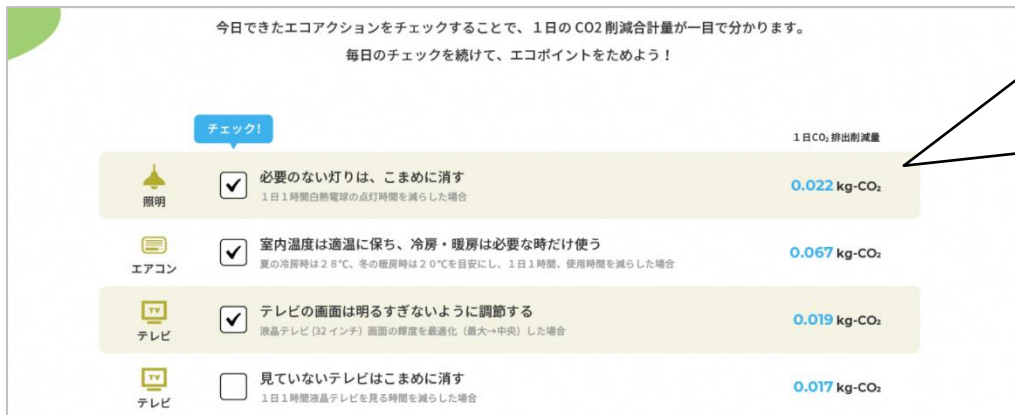 今日できたエコアクションをチェックすることで、１日の CO2 削減合計量が一目で分かります。
毎日のチェックを続けて、エコポイントをためよう！
チェック！
１日CO₂ 排出削減量
照明
必要のない灯りは、こまめに消す
１日１時間白熱電球の点灯時間を減らした場合
0.022 kg-CO₂
エアコン
室内温度は適温に保ち、冷房・暖房は必要な時だけ使う
夏の冷房時は２８℃、冬の暖房時は２０℃を目安にし、１日１時間、使用時間を減らした場合
0.067 kg-CO₂
TV
テレビ
テレビの画面は明るすぎないように調節する
液晶テレビ (32 インチ）画面の輝度を最適化（最大→中央）した場合
0.019 kg-CO₂
TV
テレビ
見ていないテレビはこまめに消す
１日１時間液晶テレビを見る時間を減らした場合
0.017 kg-CO₂